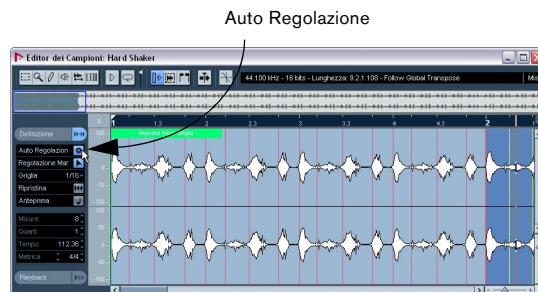 Auto Regolazione
Editor dei Campioni: Hard Shaker
44.100 kHz - 16 bits - Lunghezza: 9.2.1.108 - Follow Global Transpose
Mis
%
1
1.3
2
2.3
3
3.3
4
4.3
2
Definizione
Auto Regolazion
Regolazione Mar
Griglia 1/16
Ripristina
Anteprima
Misure 8
Quarti 1
Tempo 112.36
Metrica 4/4
Playback